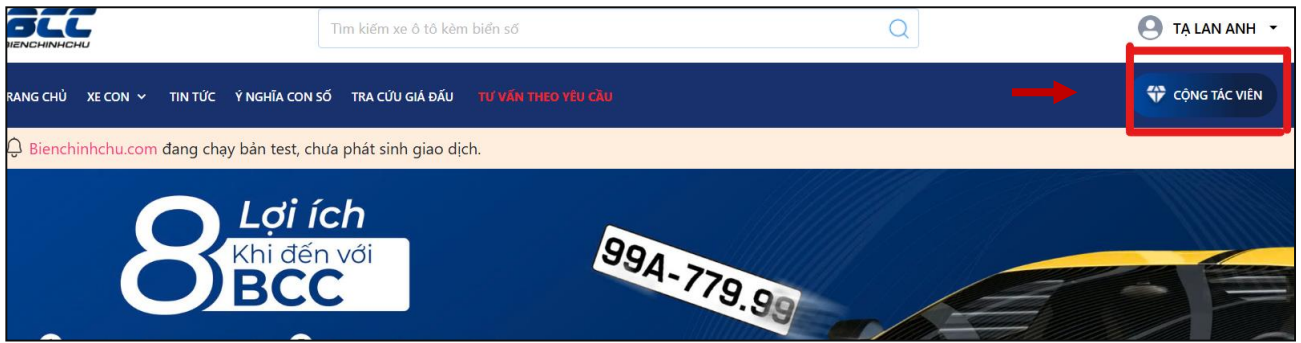 BCC
BIENCHINHCHU
Tìm kiếm xe ô tô kèm biển số
TẠ LAN ANH
RANG CHỦ XE CON TIN TỨC Ý NGHĨA CON SỐ TRA CỨU GIÁ ĐẤU TƯ VẤN THEO YÊU CẦU
CỘNG TÁC VIÊN
Bienchinhchu.com đang chạy bản test, chưa phát sinh giao dịch.
8 Lợi ích
Khi đến với
BCC
99A-779.99